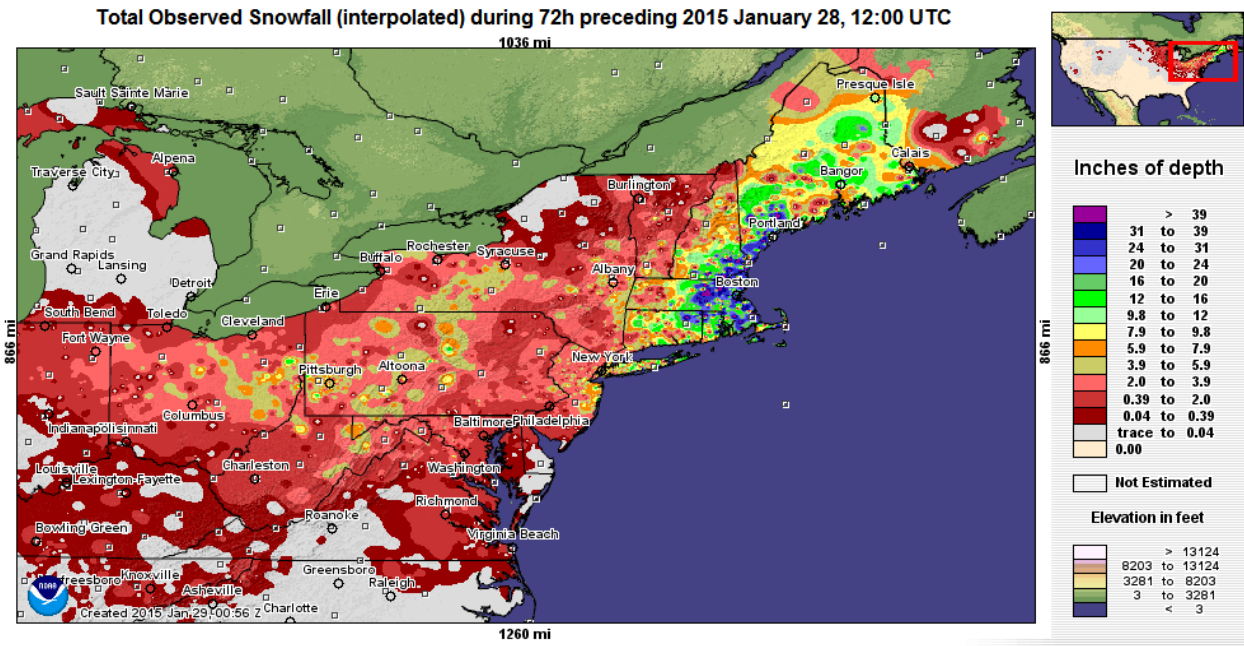 Total Observed Snowfall (interpolated) during 72h preceding 2015 January 28, 12:00 UTC
1036 mi
Presque Isle
Sault Sainte Marie
Calais
Alpena
Traverse City
Bangor
Burlington
Portland
Rochester
Syracuse
Grand Rapids
Buffalo
Lansing
Albany
Detroit
Boston
Erie
South Bend
Toledo
Cleveland
866 mi
866 mi
Fort Wayne
New York
Pittsburgh
Altoona
Columbus
Baltimore
Philadelphia
Indianapolis
innati
Louisville
Charleston
Washington
Lexington-Fayette
Richmond
Roanoke
Bowling Green
Virginia Beach
freesboro
Knoxville
Greensboro
Raleigh
Asheville
NOAA
Charlotte
Created 2015 Jan 29, 00:56 Z
1260 mi
Inches of depth
> 39
31 to 39
24 to 31
20 to 24
16 to 20
12 to 16
9.8 to 12
7.9 to 9.8
5.9 to 7.9
3.9 to 5.9
2.0 to 3.9
0.39 to 2.0
0.04 to 0.39
trace to 0.04
0.00
Not Estimated
Elevation in feet
> 13124
8203 to 13124
3281 to 8203
3 to 3281
< 3